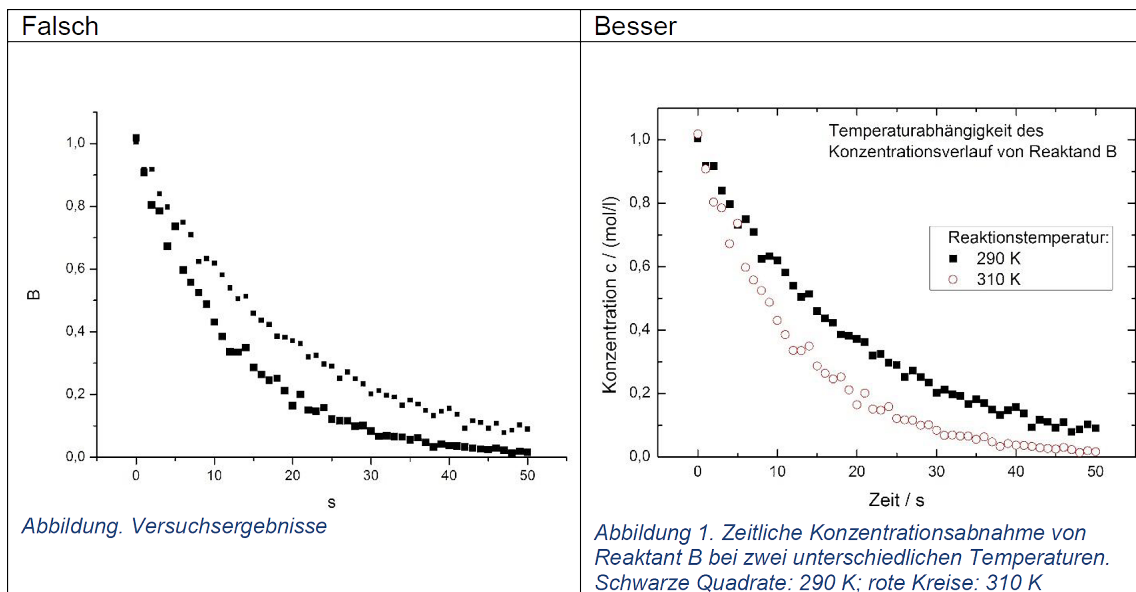 Falsch
Besser
1,0
0,8
0,6
0,4
0,2
0,0
B
0 10 20 30 40 50
s
Abbildung. Versuchsergebnisse
Temperaturabhängigkeit des
Konzentrationsverlauf von Reaktand B
Reaktionstemperatur:
290 K
310 K
1,0
0,8
0,6
0,4
0,2
0,0
Konzentration c / (mol/l)
0 10 20 30 40 50
Zeit / s
Abbildung 1. Zeitliche Konzentrationsabnahme von
Reaktant B bei zwei unterschiedlichen Temperaturen.
Schwarze Quadrate: 290 K; rote Kreise: 310 K